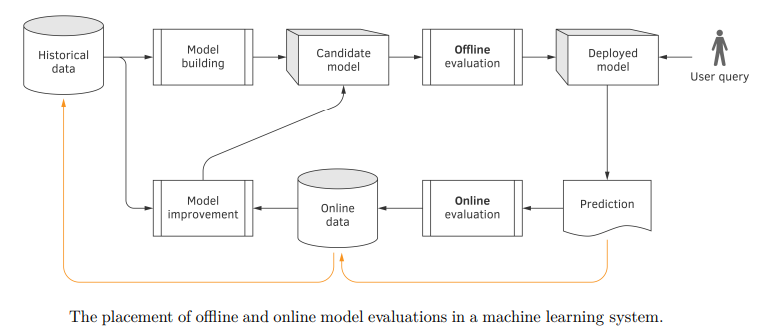 Historical
data
Model
building
Candidate
model
Offline
evaluation
Deployed
model
User query
Model
improvement
Online
data
Online
evaluation
Prediction
The placement of offline and online model evaluations in a machine learning system.